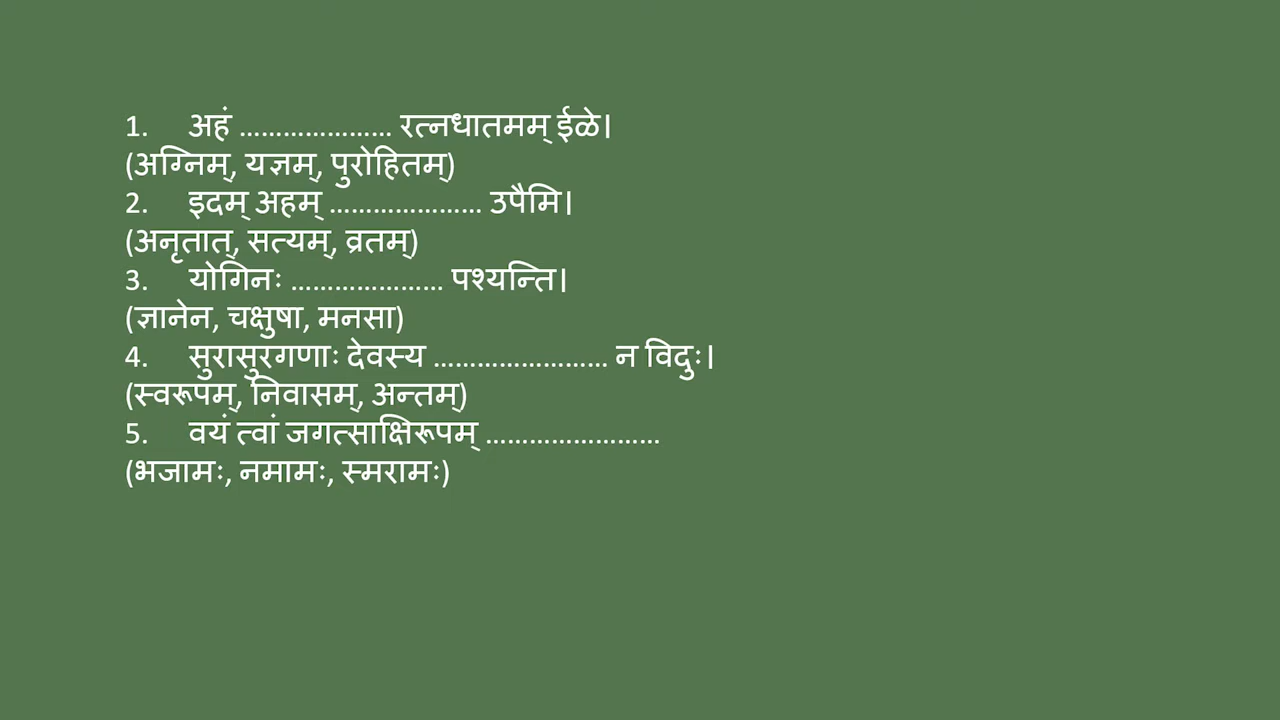 1. अहं ..................... रत्नधातमम् ईळे।
(अग्निम्, यज्ञम्, पुरोहितम्)
2. इदम् अहम् ..................... उपैमि।
(अनृतात्, सत्यम्, व्रतम्)
3. योगिनः ..................... पश्यन्ति।
(ज्ञानेन, चक्षुषा, मनसा)
4. सुरासुरगणाः देवस्य ........................ न विदुः।
(स्वरूपम्, निवासम्, अन्तम्)
5. वयं त्वां जगत्साक्षिरूपम् ........................
(भजामः, नमामः, स्मरामः)